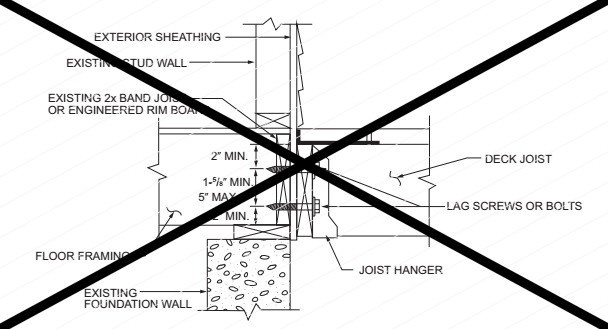 EXTERIOR SHEATHING
EXISTING STUD WALL
EXISTING 2x BAND JOIST
OR ENGINEERED RIM BOARD
2" MIN.
DECK JOIST
1-5/8" MIN.
5" MAX
LAG SCREWS OR BOLTS
MIN.
FLOOR FRAMING
JOIST HANGER
EXISTING
FOUNDATION WALL